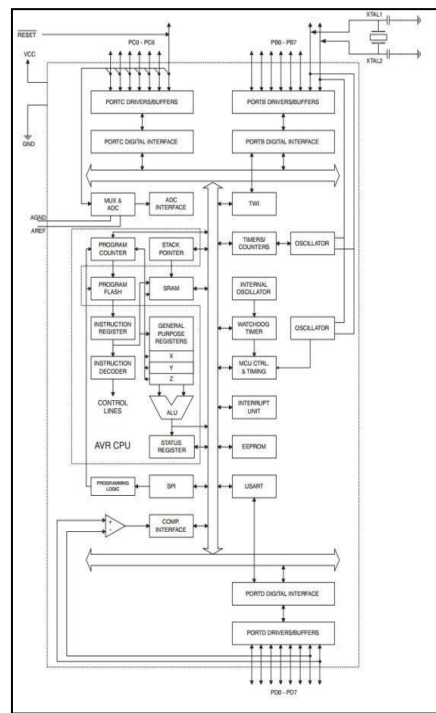 XTAL1
RESET
PC0 - PC6
PB0 - PB7
VCC
XTAL2
PORTC DRIVERS/BUFFERS
PORTB DRIVERS/BUFFERS
GND
PORTC DIGITAL INTERFACE
PORTB DIGITAL INTERFACE
MUX &
ADC
ADC
INTERFACE
TWI
AGND
AREF
PROGRAM
COUNTER
STACK
POINTER
TIMERS/
COUNTERS
OSCILLATOR
PROGRAM
FLASH
SRAM
INTERNAL
OSCILLATOR
INSTRUCTION
REGISTER
GENERAL
PURPOSE
REGISTERS
WATCHDOG
TIMER
OSCILLATOR
X
INSTRUCTION
DECODER
Y
MCU CTRL.
& TIMING
Z
CONTROL
LINES
ALU
INTERRUPT
UNIT
AVR CPU
STATUS
REGISTER
EEPROM
PROGRAMMING
LOGIC
SPI
USART
+
-
COMP.
INTERFACE
PORTD DIGITAL INTERFACE
PORTD DRIVERS/BUFFERS
PD0 - PD7